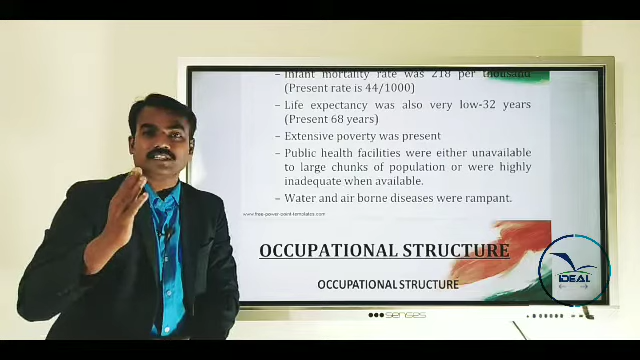 – Infant mortality rate was 218 per thousand
(Present rate is 44/1000)
– Life expectancy was also very low-32 years
(Present 68 years)
– Extensive poverty was present
– Public health facilities were either unavailable
to large chunks of population or were highly
inadequate when available.
– Water and air borne diseases were rampant.
www.free-power-point-templates.com
OCCUPATIONAL STRUCTURE
OCCUPATIONAL STRUCTURE
IDEAL
senses